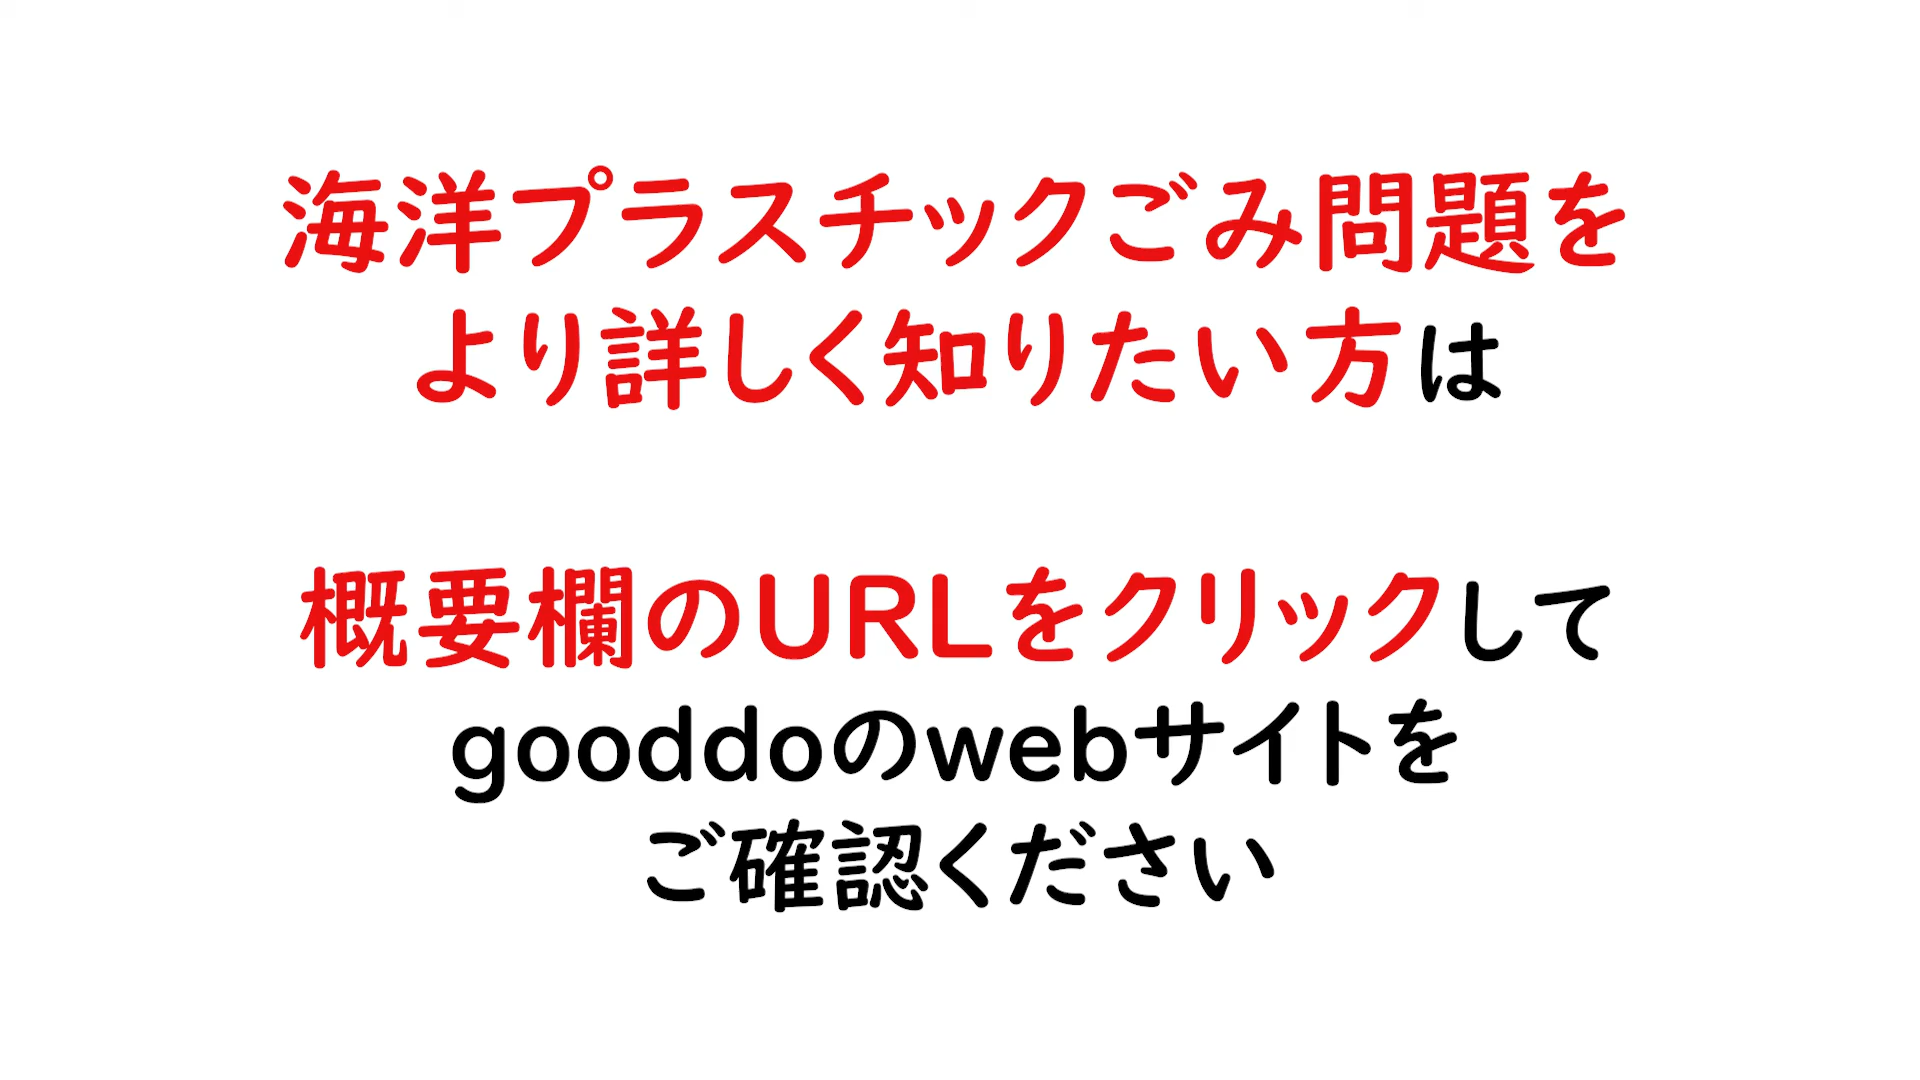 海洋プラスチックごみ問題を
より詳しく知りたい方は
概要欄のURLをクリックして
gooddoのwebサイトを
ご確認ください